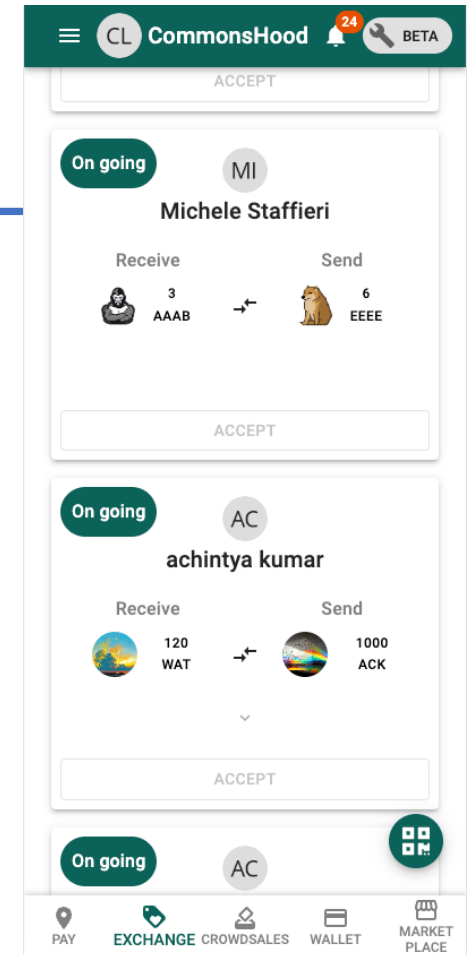 CL CommonsHood 24 BETA
ACCEPT
On going
MI
Michele Staffieri
Receive Send
3 6
AAAB EEEE
ACCEPT
On going
AC
achintya kumar
Receive Send
120 1000
WAT ACK
ACCEPT
On going
AC
PAY EXCHANGE CROWDSALES WALLET MARKET
PLACE